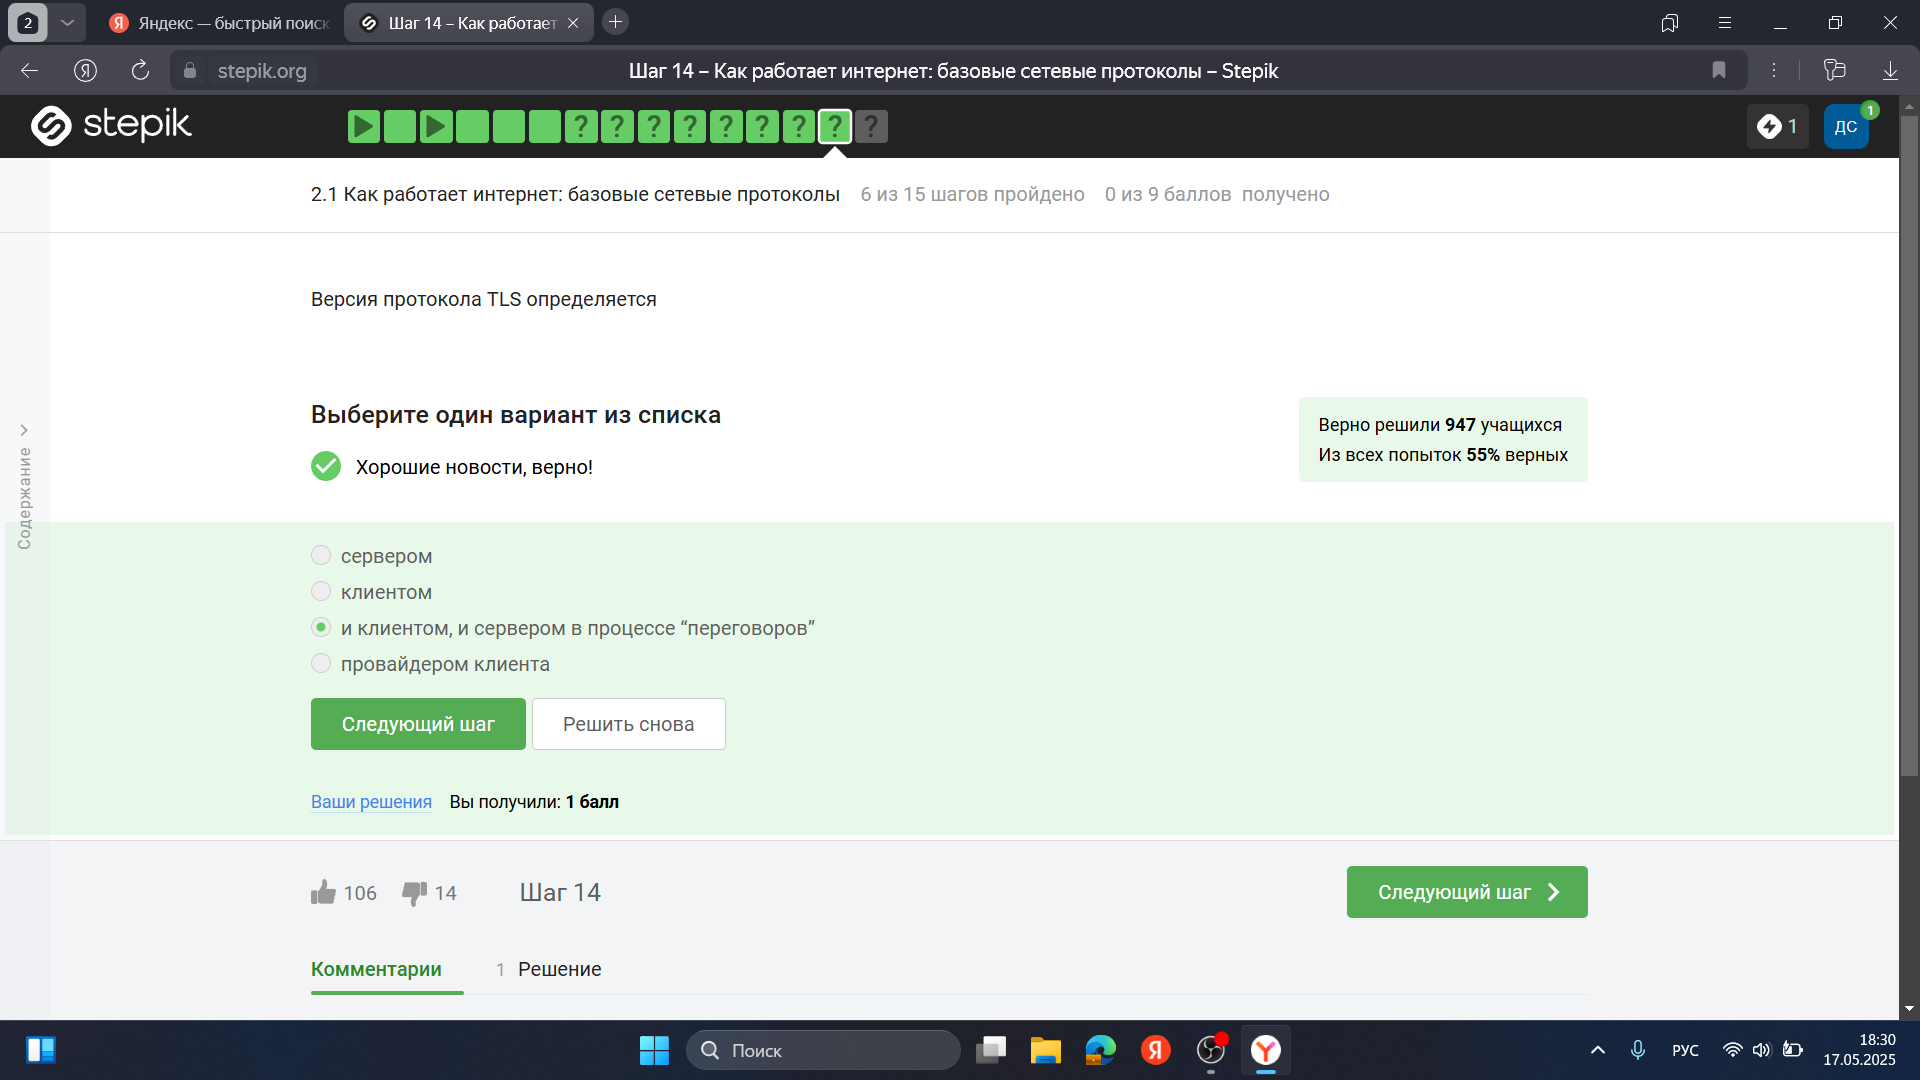 2
Яндекс — быстрый поиск
Шаг 14 – Как работает
stepik.org
Шаг 14 – Как работает интернет: базовые сетевые протоколы – Stepik
stepik
? ? ? ? ? ? ? ? ?
1
ДС
1
2.1 Как работает интернет: базовые сетевые протоколы 6 из 15 шагов пройдено 0 из 9 баллов получено
Содержание
Версия протокола TLS определяется
Выберите один вариант из списка
Хорошие новости, верно!
Верно решили 947 учащихся
Из всех попыток 55% верных
сервером
клиентом
и клиентом, и сервером в процессе “переговоров”
провайдером клиента
Следующий шаг
Решить снова
Ваши решения Вы получили: 1 балл
106
14
Шаг 14
Следующий шаг
Комментарии
1 Решение
Поиск
РУС
18:30
17.05.2025